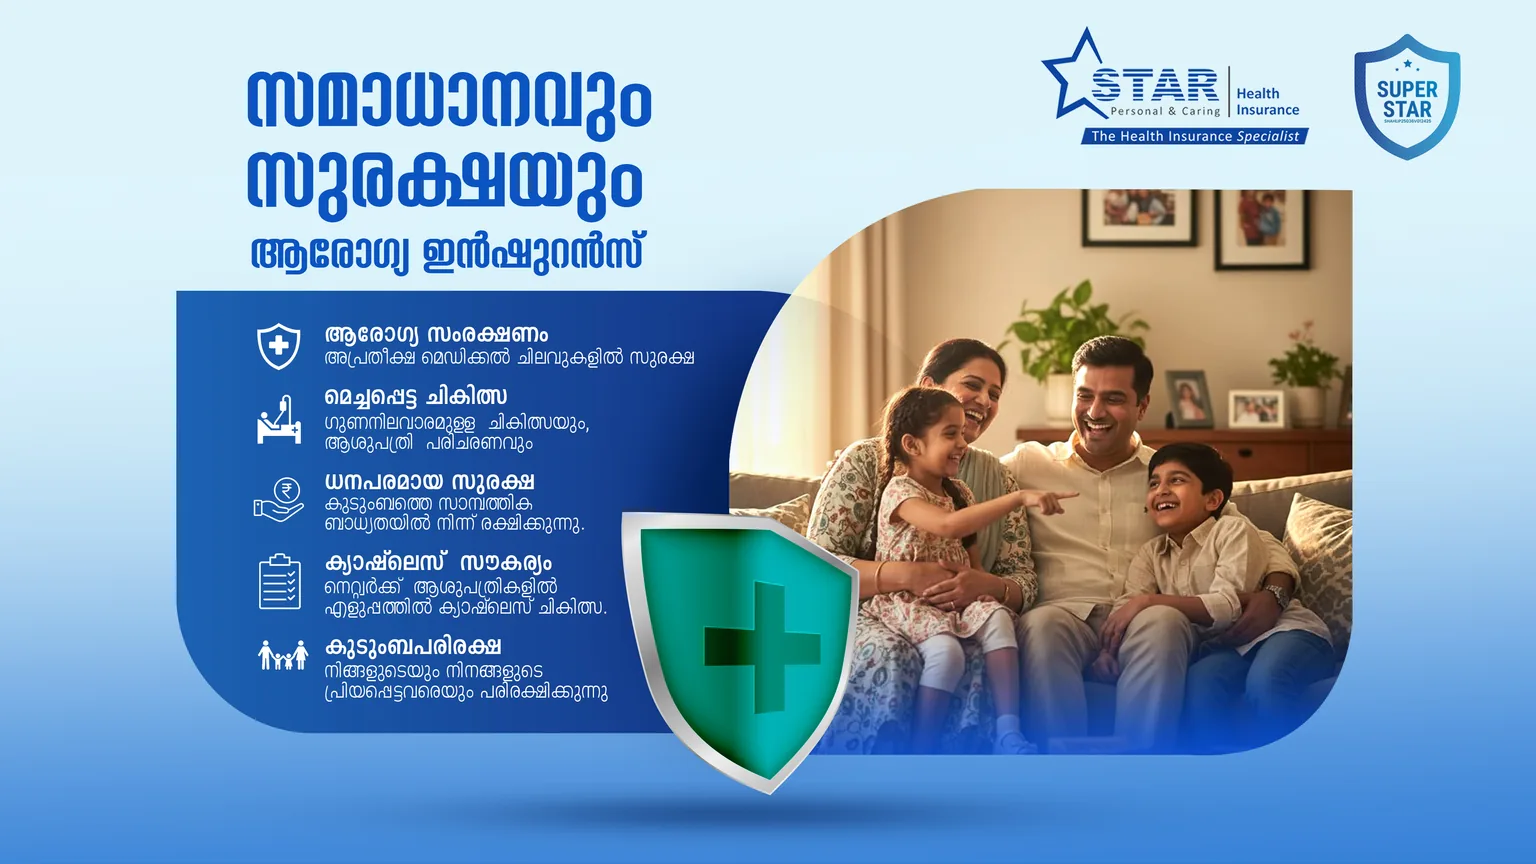 സമാധാനവും
സുരക്ഷയും
ആരോഗ്യ ഇൻഷുറൻസ്
STAR
Personal & Caring
Health
Insurance
The Health Insurance Specialist
SUPER
STAR
ആരോഗ്യ സംരക്ഷണം
അപ്രതീക്ഷ മെഡിക്കൽ ചിലവുകളിൽ സുരക്ഷ
മെച്ചപ്പെട്ട ചികിത്സ
ഗുണനിലവാരമുള്ള ചികിത്സയും,
ആശുപത്രി പരിചരണവും
ധനപരമായ സുരക്ഷ
കുടുംബത്തെ സാമ്പത്തിക
ബാധ്യതയിൽ നിന്ന് രക്ഷിക്കുന്നു.
ക്യാഷ്ലെസ് സൗകര്യം
നെറ്റ്വർക്ക് ആശുപത്രികളിൽ
എളുപ്പത്തിൽ ക്യാഷ്ലെസ് ചികിത്സ.
കുടുംബപരിരക്ഷ
നിങ്ങളുടെയും നിനങ്ങളുടെ
പ്രിയപ്പെട്ടവരെയും പരിരക്ഷിക്കുന്നു